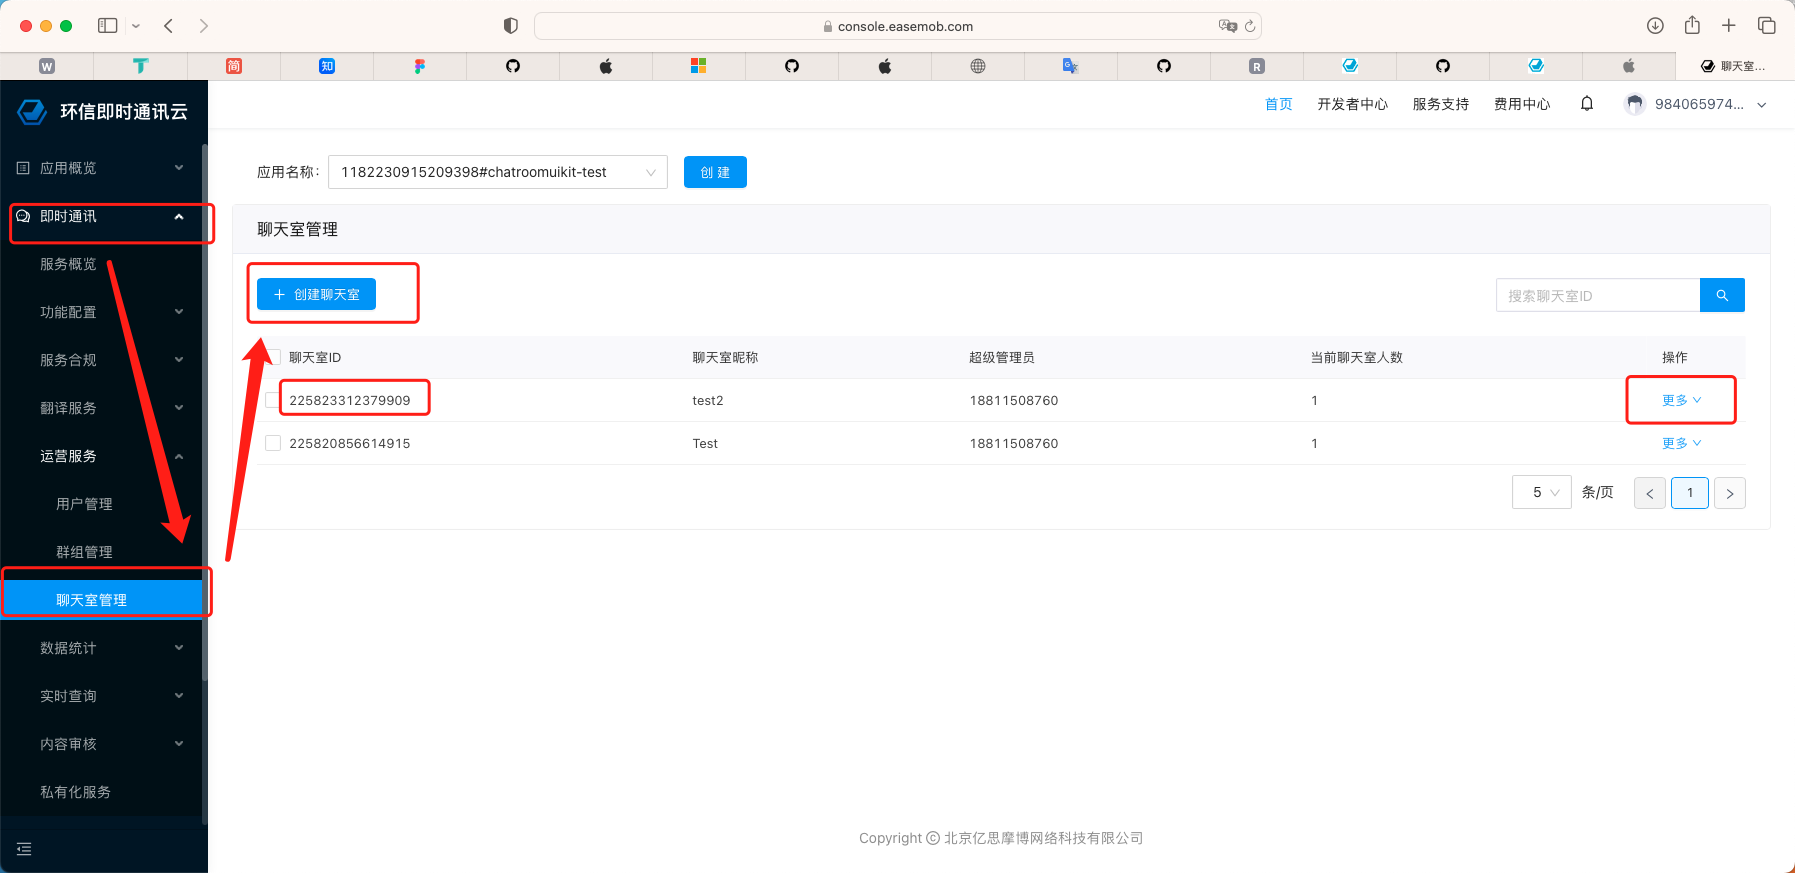 console.easemob.com
W
简
知
R
聊天室...
环信即时通讯云
首页
开发者中心
服务支持
费用中心
984065974...
应用概览
即时通讯
服务概览
功能配置
服务合规
翻译服务
运营服务
用户管理
群组管理
聊天室管理
数据统计
实时查询
内容审核
私有化服务
应用名称：
1182230915209398#chatroomuikit-test
创 建
聊天室管理
+ 创建聊天室
搜索聊天室ID
聊天室ID 聊天室昵称 超级管理员 当前聊天室人数 操作
225823312379909 test2 18811508760 1 更多
225820856614915 Test 18811508760 1 更多
5 条/页 < 1 >
Copyright © 北京亿思摩博网络科技有限公司